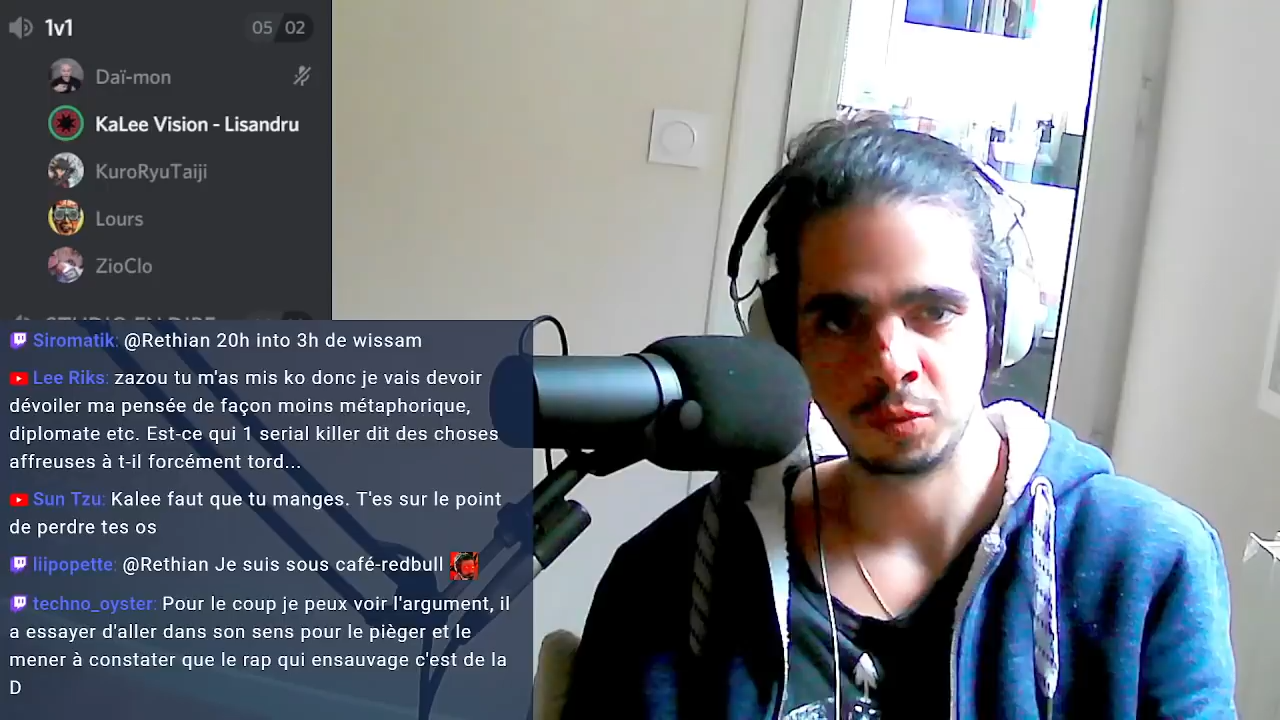 1v1
05 02
Daï-mon
KaLee Vision - Lisandru
KuroRyuTaiji
Lours
ZioClo
STUDIO EN DIRE
Siromatik: @Rethian 20h into 3h de wissam
Lee Riks: zazou tu m'as mis ko donc je vais devoir
dévoiler ma pensée de façon moins métaphorique,
diplomate etc. Est-ce qui 1 serial killer dit des choses
affreuses à t-il forcément tord...
Sun Tzu: Kalee faut que tu manges. T'es sur le point
de perdre tes os
liipopette: @Rethian Je suis sous café-redbull
techno_oyster: Pour le coup je peux voir l'argument, il
a essayer d'aller dans son sens pour le pièger et le
mener à constater que le rap qui ensauvage c'est de la
D